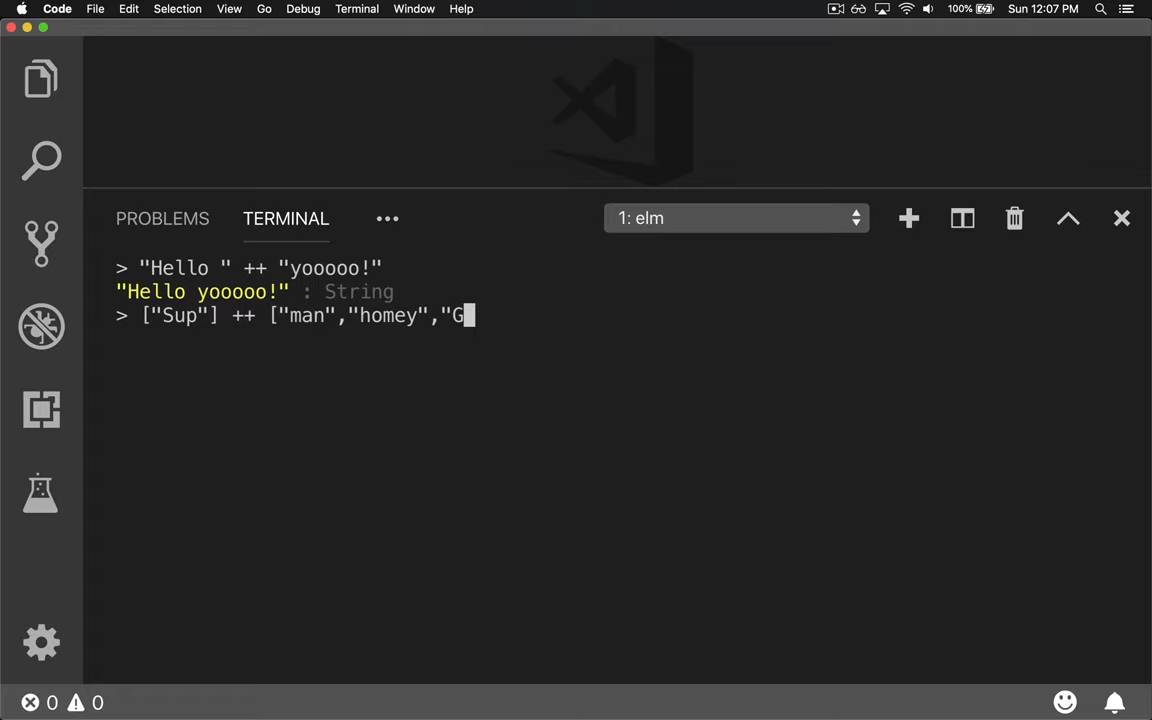 Code File Edit Selection View Go Debug Terminal Window Help 100% Sun 12:07 PM
PROBLEMS TERMINAL ••• 1: elm
> "Hello " ++ "yooooo!"
"Hello yooooo!" : String
> ["Sup"] ++ ["man","homey","G
0 0